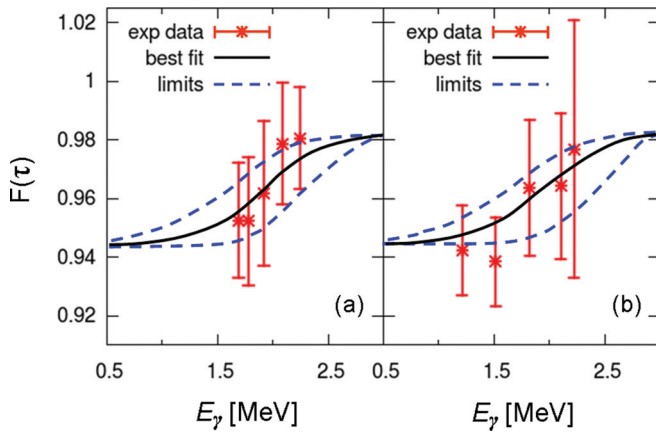 1.02
1
0.98
0.96
0.94
0.92
F(τ)
exp data
best fit
limits
(a)
exp data
best fit
limits
(b)
0.5 1.5 2.5 0.5 1.5 2.5
E_γ [MeV] E_γ [MeV]